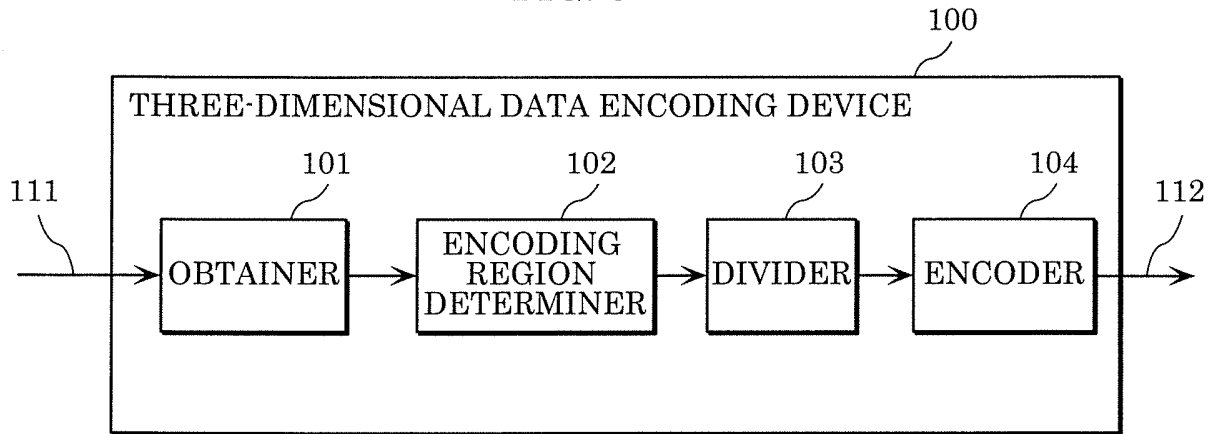 100
THREE-DIMENSIONAL DATA ENCODING DEVICE
101
102
103
104
111
112
OBTAINER
ENCODING
REGION
DETERMINER
DIVIDER
ENCODER